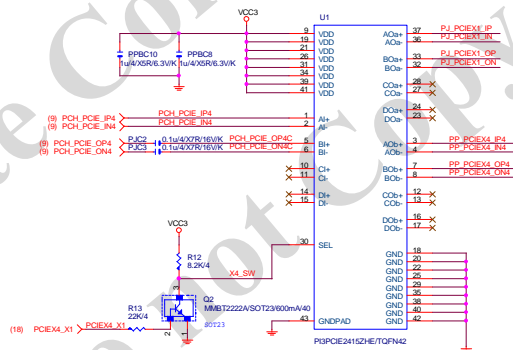 VCC3
U1
PPBC10
1u/4/X5R/6.3V/K
PPBC8
1u/4/X5R/6.3V/K
9 VDD
19 VDD
21 VDD
26 VDD
31 VDD
34 VDD
39 VDD
41 VDD
AOa+ 37 PJ_PCIEX1_IP
AOa- 36 PJ_PCIEX1_IN
BOa+ 33 PJ_PCIEX1_OP
BOa- 32 PJ_PCIEX1_ON
COa+ 28
COa- 27
DOa+ 24
DOa- 23
(9) PCH_PCIE_IP4 PCH_PCIE_IP4 1 AI+
(9) PCH_PCIE_IN4 PCH_PCIE_IN4 2 AI-
(9) PCH_PCIE_OP4 PJC2 0.1u/4/X7R/16V/K PCH_PCIE_OP4C 5 BI+
(9) PCH_PCIE_ON4 PJC3 0.1u/4/X7R/16V/K PCH_PCIE_ON4C 6 BI-
AOb+ 3 PP_PCIEX4_IP4
AOb- 4 PP_PCIEX4_IN4
BOb+ 7 PP_PCIEX4_OP4
BOb- 8 PP_PCIEX4_ON4
10 CI+
11 CI-
14 DI+
15 DI-
COb+ 12
COb- 13
DOb+ 16
DOb- 17
VCC3
R12
8.2K/4
X4_SW
30 SEL
GND 18
GND 20
GND 22
GND 25
GND 29
GND 35
GND 38
GND 40
GND 42
43 GNDPAD
3
Q2
MMBT2222A/SOT23/600mA/40
SOT23
R13
22K/4
(18) PCIEX4_X1 PCIEX4_X1
2
1
PI3PCIE2415ZHE/TQFN42
Do not Copy